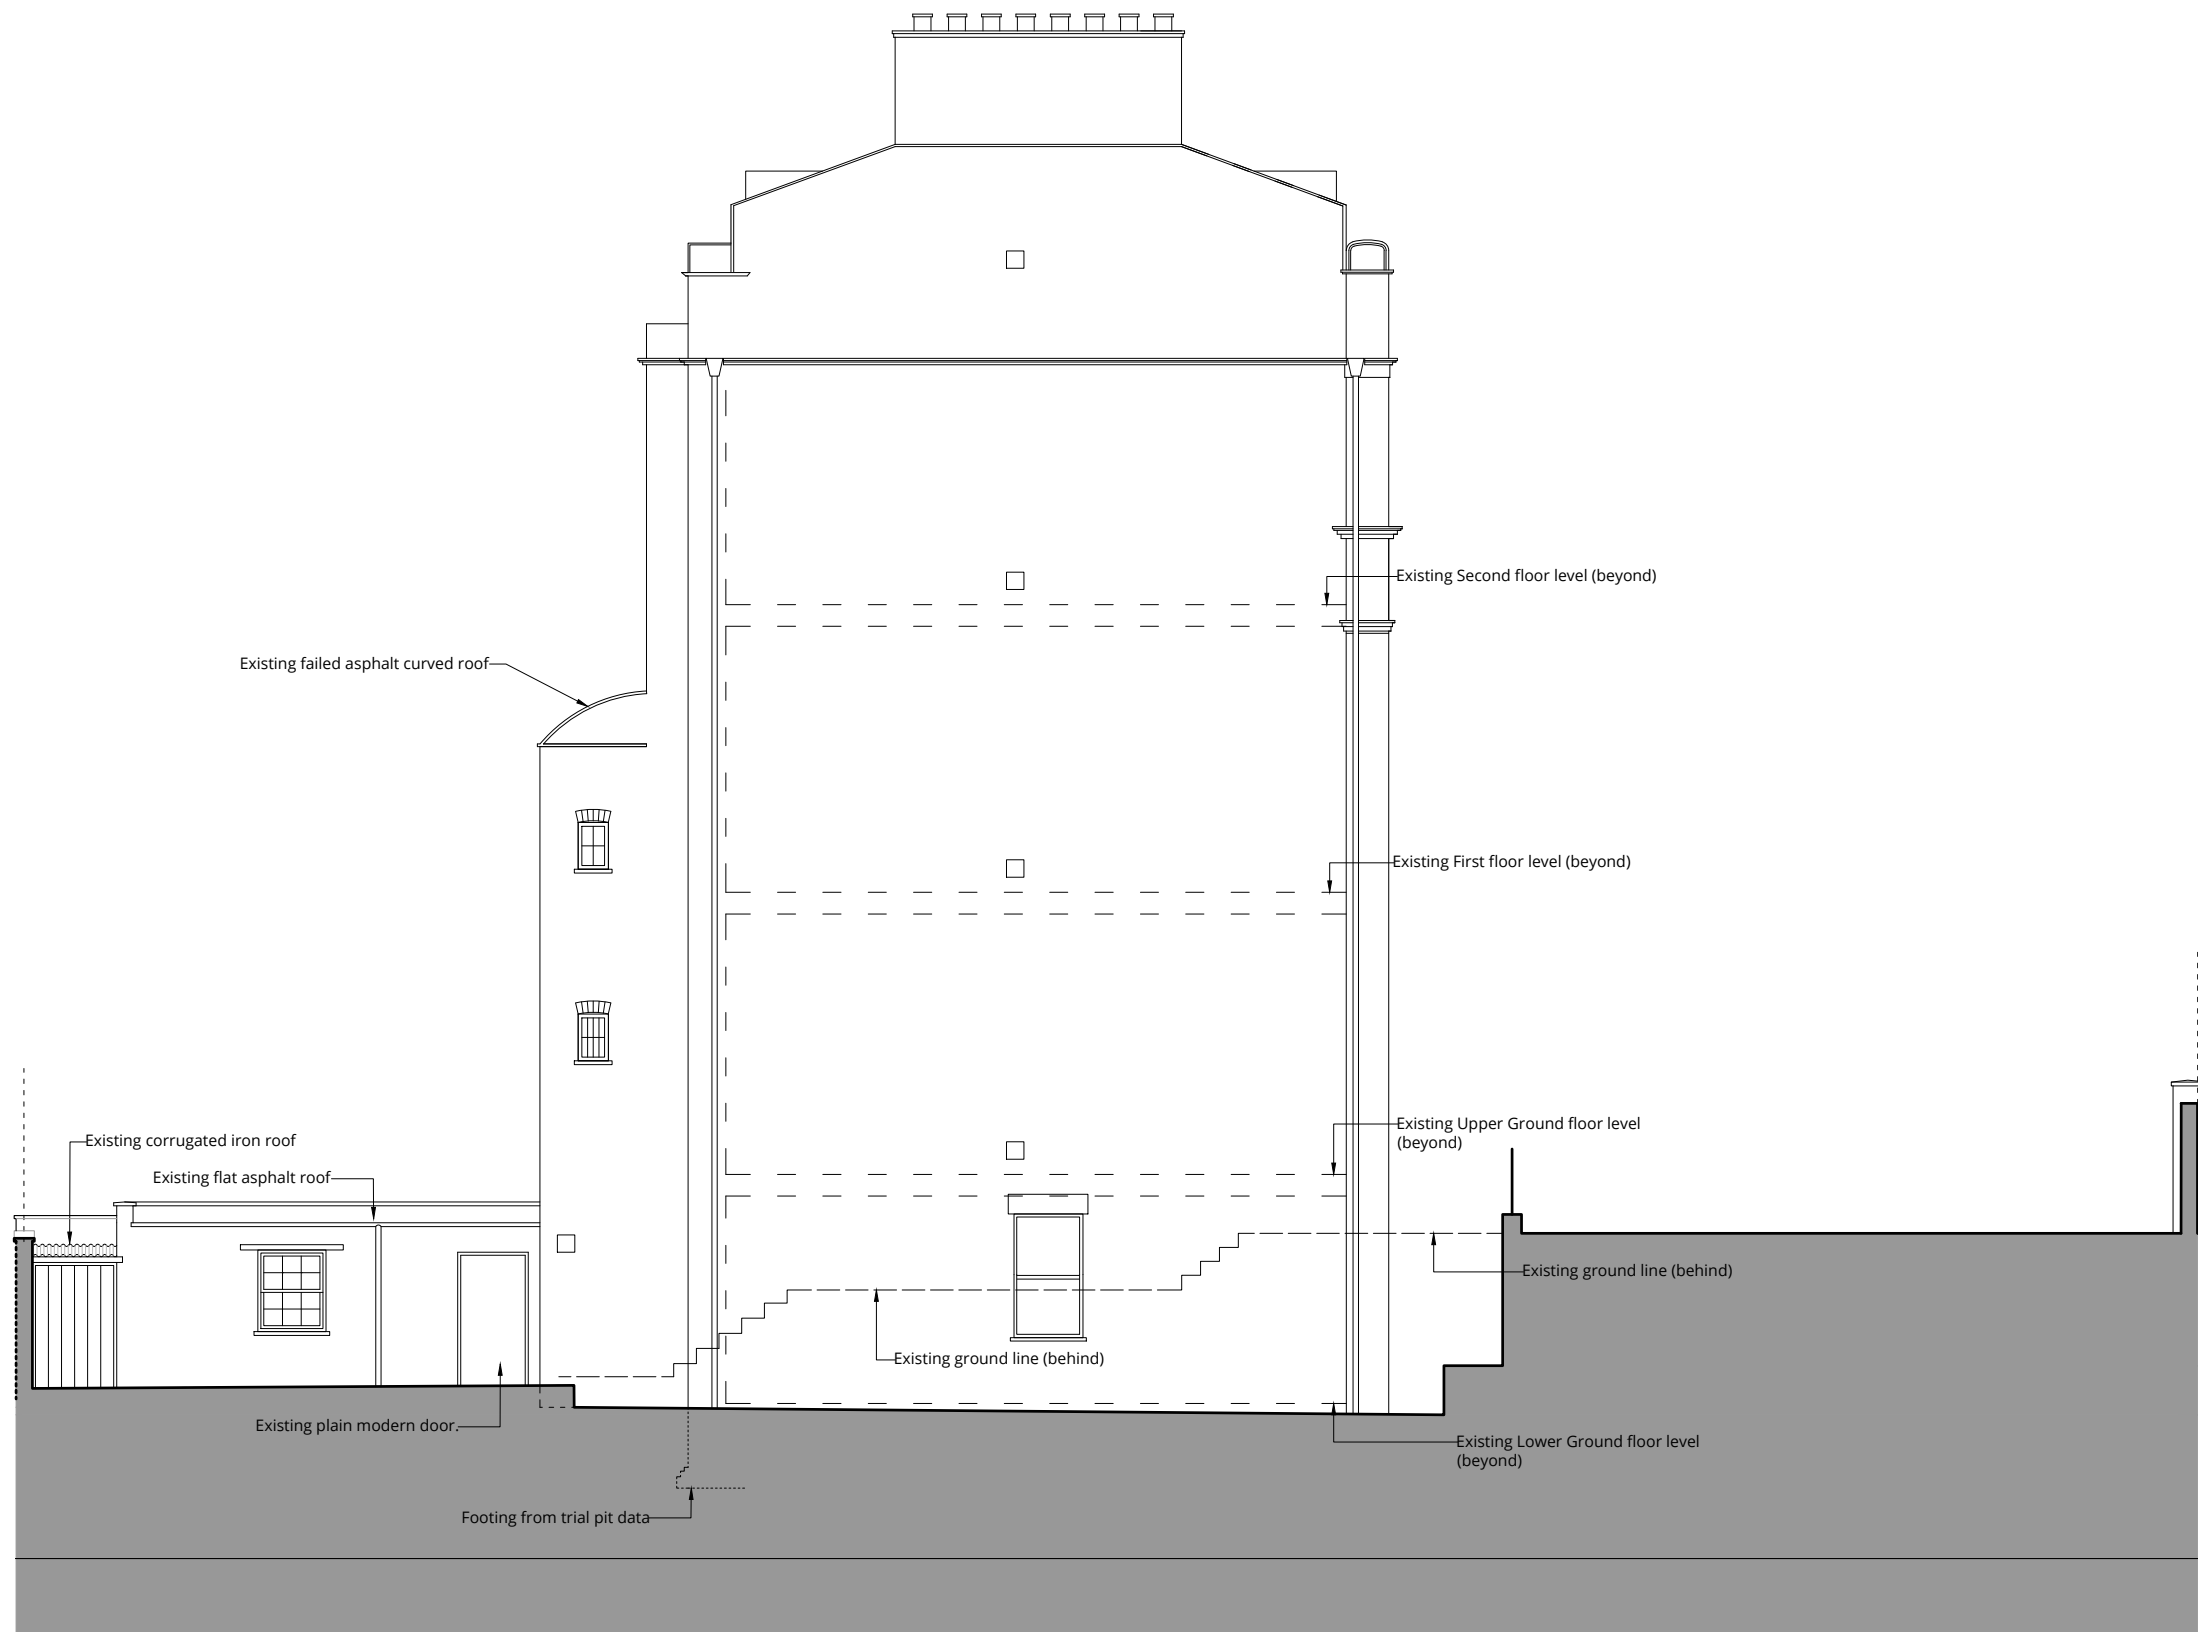 Existing Second floor level (beyond)
Existing failed asphalt curved roof
Existing First floor level (beyond)
Existing Upper Ground floor level
(beyond)
Existing corrugated iron roof
Existing flat asphalt roof
Existing ground line (behind)
Existing ground line (behind)
Existing plain modern door.
Existing Lower Ground floor level
(beyond)
Footing from trial pit data